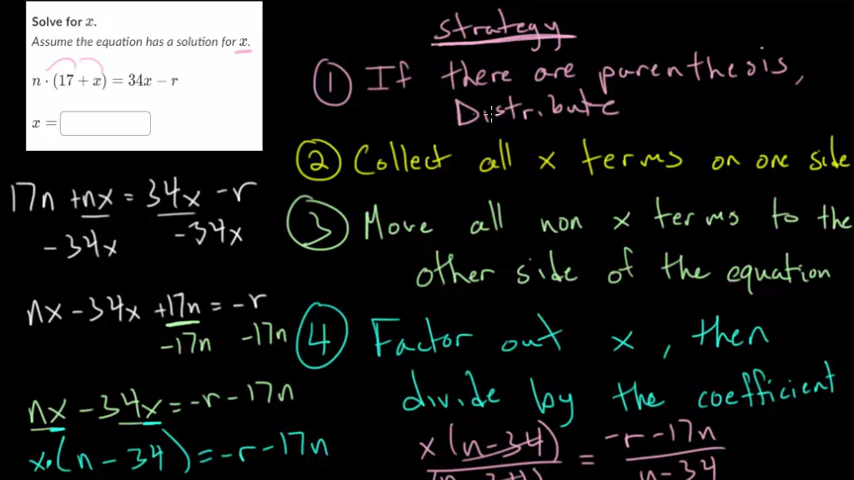 Solve for x.
Assume the equation has a solution for x.
n · (17 + x) = 34x − r
x =
17n +nx = 34x -r
-34x -34x
nx - 34x +17n = -r
-17n -17n
nx - 34x = -r - 17n
x•(n - 34) = -r - 17n
strategy
① If there are parenthesis,
Distribute
② Collect all x terms on one side
③ Move all non x terms to the
other side of the equation
④ Factor out x, then
divide by the coefficient
x(n-34) = -r-17n
n-34